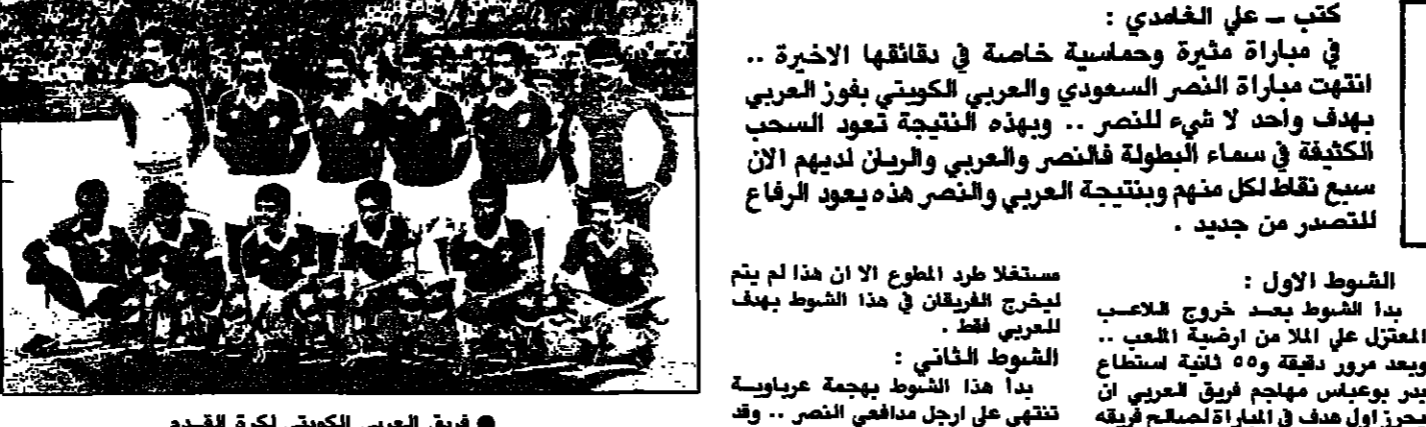 كتب ــ علي الغامدي :
في مباراة مثيرة وحماسية خاصة في دقائقها الاخيرة ..
انتهت مباراة النصر السعودي والعربي الكويتي بفوز العربي
بهدف واحد لا شيء للنصر .. وبهذه النتيجة تعود السحب
الكثيفة في سماء البطولة فالنصر والعربي والريان لديهم الان
سبع نقاط لكل منهم وبنتيجة العربي والنصر هذه يعود الرفاع
للتصدر من جديد .
الشوط الاول :
بدا الشوط بعد خروج اللاعب
المعتزل علي الملا من ارضية الملعب ..
وبعد مرور دقيقة و٥٥ ثانية استطاع
بدر بوعباس مهاجم فريق العربي ان
يحرز اول هدف في المباراة لصالح فريقه
مستغلا طرد المطوع الا ان هذا لم يتم
ليخرج الفريقان في هذا الشوط بهدف
للعربي فقط .
الشوط الثاني :
بدا هذا الشوط بهجمة عرباوية
تنتهي على ارجل مدافعي النصر .. وقد
● فريق العربي الكويتي لكرة القدم